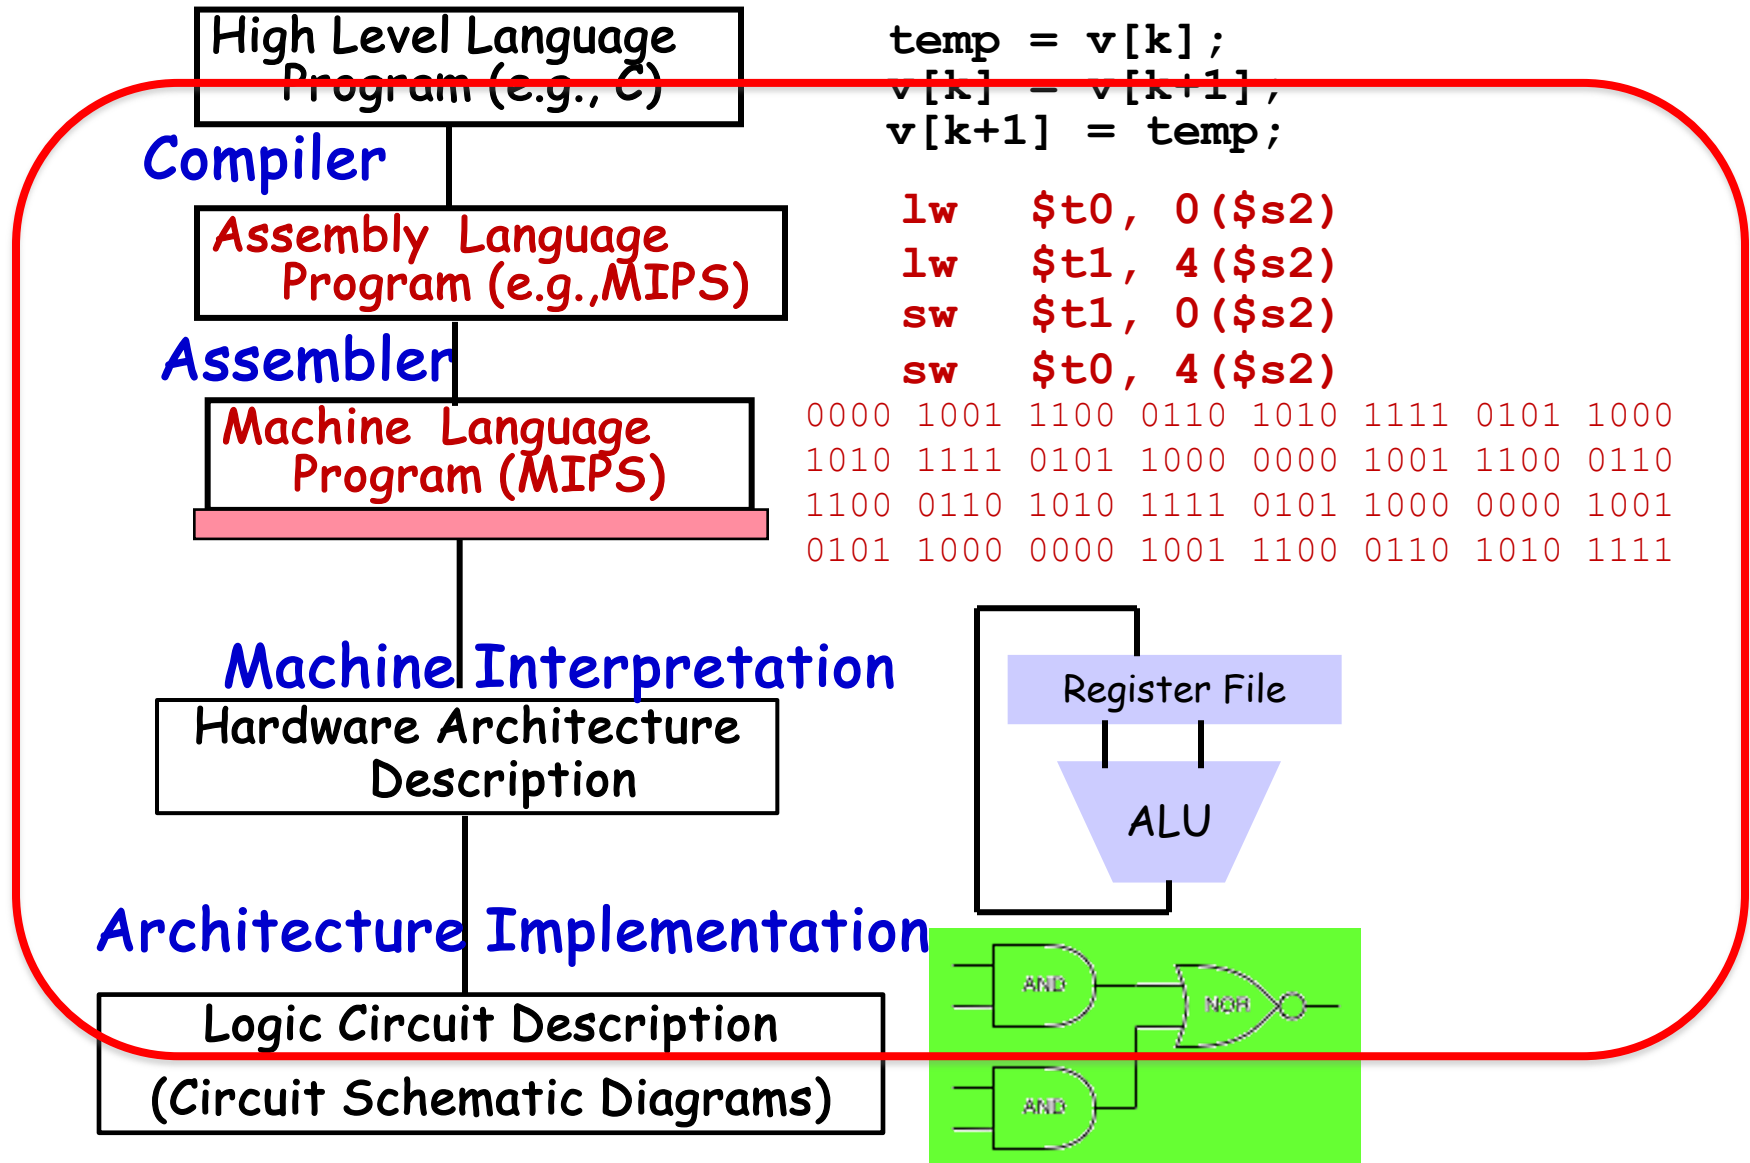 High Level Language
Program (e.g., C)
temp = v[k];
v[k] = v[k+1];
v[k+1] = temp;
Compiler
Assembly Language
Program (e.g.,MIPS)
lw $t0, 0($s2)
lw $t1, 4($s2)
sw $t1, 0($s2)
sw $t0, 4($s2)
Assembler
Machine Language
Program (MIPS)
0000 1001 1100 0110 1010 1111 0101 1000
1010 1111 0101 1000 0000 1001 1100 0110
1100 0110 1010 1111 0101 1000 0000 1001
0101 1000 0000 1001 1100 0110 1010 1111
Machine Interpretation
Hardware Architecture
Description
Register File
ALU
Architecture Implementation
Logic Circuit Description
(Circuit Schematic Diagrams)
AND
NOR
AND